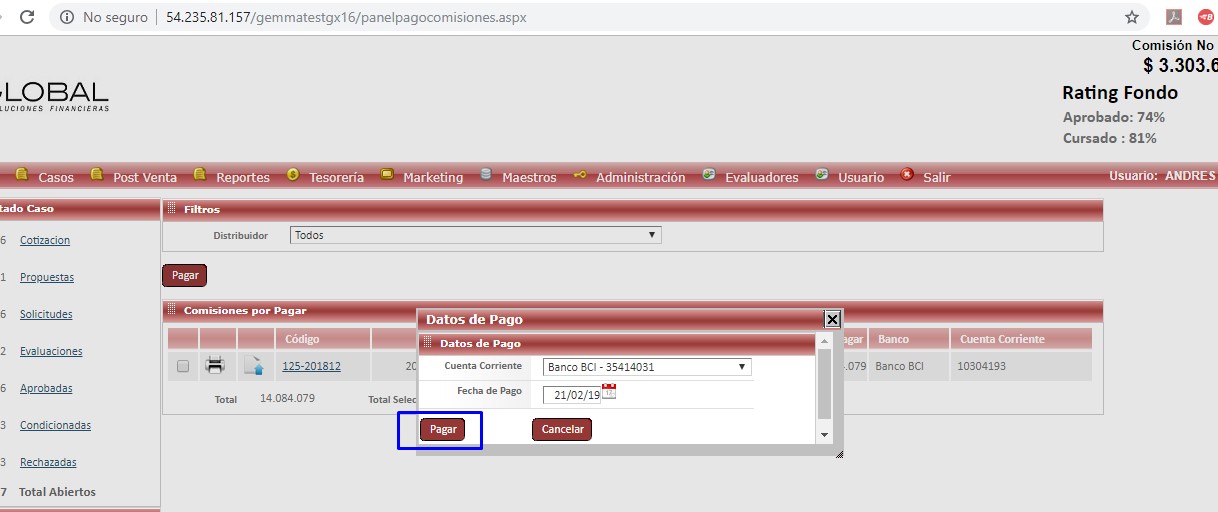 No seguro | 54.235.81.157/gemmatestgx16/panelpagocomisiones.aspx
Comisión No
$ 3.303.6
LOBAL
LUCIONES FINANCIERAS
Rating Fondo
Aprobado: 74%
Cursado : 81%
Casos Post Venta Reportes Tesorería Marketing Maestros Administración Evaluadores Usuario Salir Usuario: ANDRES
tado Caso
Filtros
6 Cotizacion
Distribuidor Todos
1 Propuestas
Pagar
6 Solicitudes
Comisiones por Pagar
Datos de Pago
Datos de Pago
Código
agar Banco Cuenta Corriente
2 Evaluaciones
125-201812 20
Cuenta Corriente Banco BCI - 35414031
.079 Banco BCI 10304193
6 Aprobadas
Fecha de Pago 21/02/19
Total 14.084.079 Total Selec
3 Condicionadas
Pagar Cancelar
3 Rechazadas
7 Total Abiertos